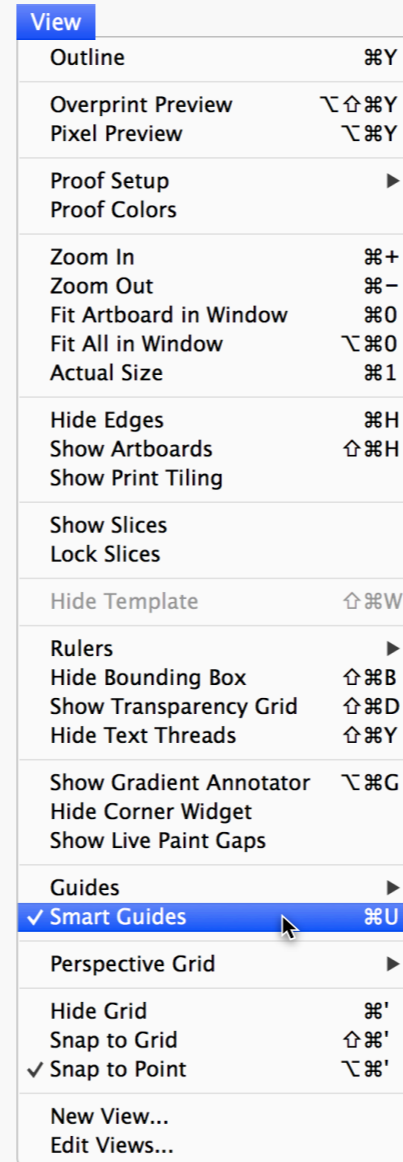 View
Outline ⌘Y
Overprint Preview ⌥⇧⌘Y
Pixel Preview ⌥⌘Y
Proof Setup ▶
Proof Colors
Zoom In ⌘+
Zoom Out ⌘−
Fit Artboard in Window ⌘0
Fit All in Window ⌥⌘0
Actual Size ⌘1
Hide Edges ⌘H
Show Artboards ⇧⌘H
Show Print Tiling
Show Slices
Lock Slices
Hide Template ⇧⌘W
Rulers ▶
Hide Bounding Box ⇧⌘B
Show Transparency Grid ⇧⌘D
Hide Text Threads ⇧⌘Y
Show Gradient Annotator ⌥⌘G
Hide Corner Widget
Show Live Paint Gaps
Guides ▶
✓ Smart Guides ⌘U
Perspective Grid ▶
Hide Grid ⌘'
Snap to Grid ⇧⌘'
✓ Snap to Point ⌥⌘'
New View...
Edit Views...